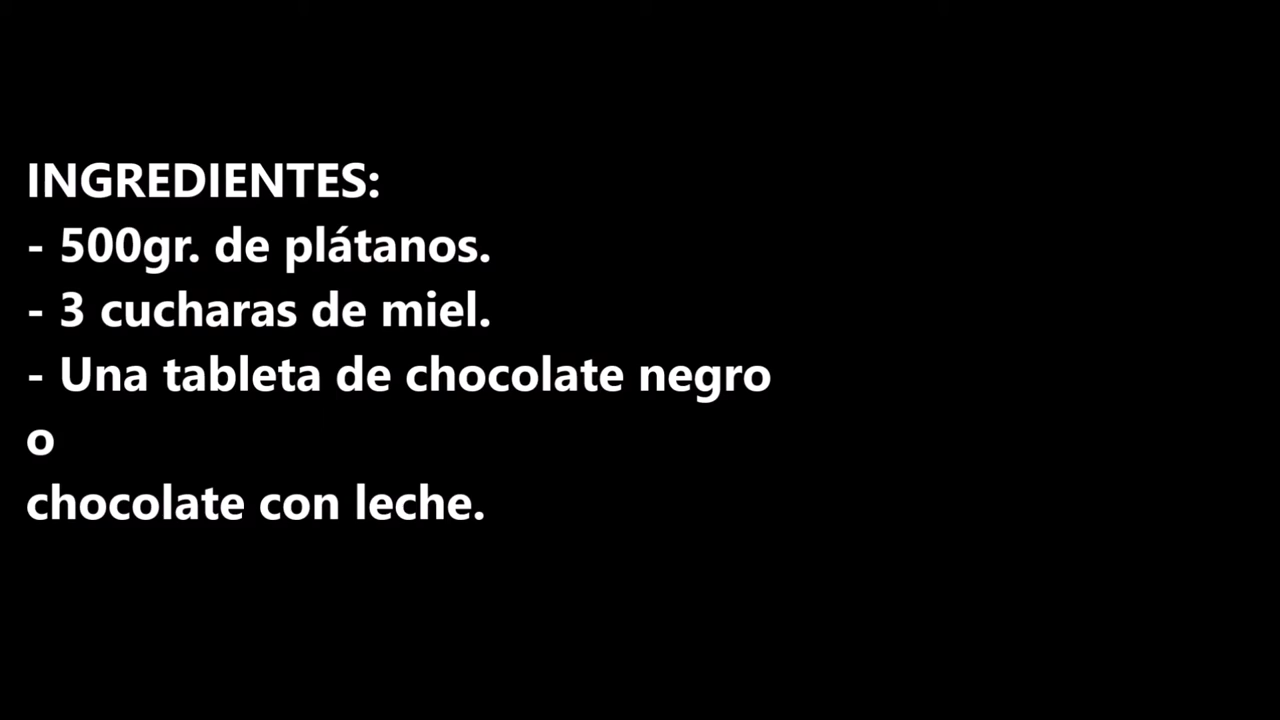 INGREDIENTES:
- 500gr. de plátanos.
- 3 cucharas de miel.
- Una tableta de chocolate negro
o
chocolate con leche.